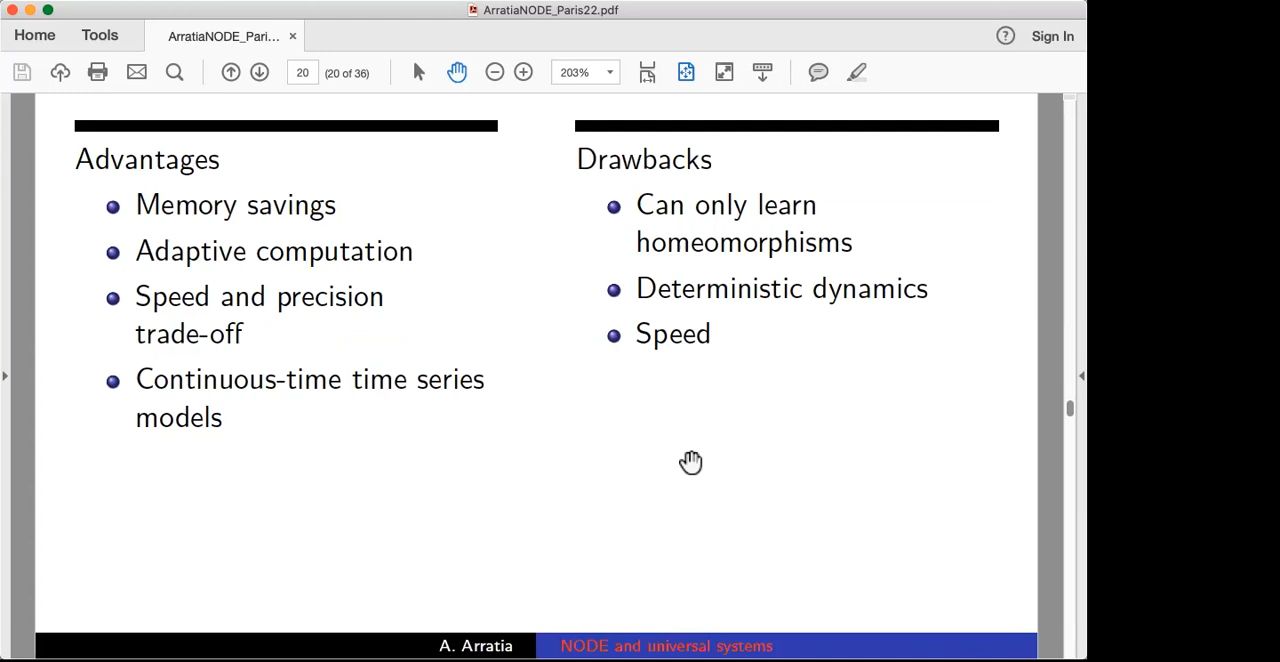 ArratiaNODE_Paris22.pdf
Home Tools ArratiaNODE_Pari... × ? Sign In
20 (20 of 36) 203%
Advantages
Memory savings
Adaptive computation
Speed and precision
trade-off
Continuous-time time series
models
Drawbacks
Can only learn
homeomorphisms
Deterministic dynamics
Speed
A. Arratia NODE and universal systems